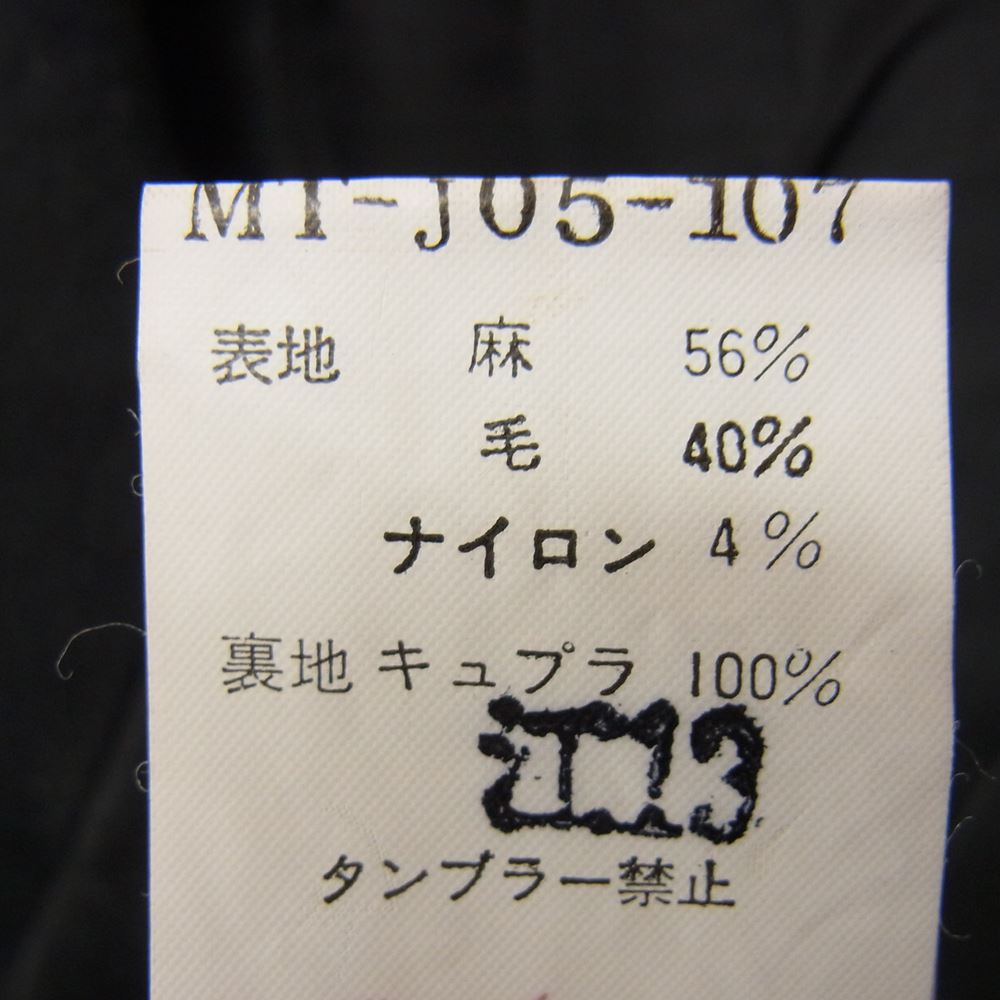 MT-J05-107
表地 麻 56%
毛 40%
ナイロン 4%
裏地 キュプラ 100%
タンブラー禁止